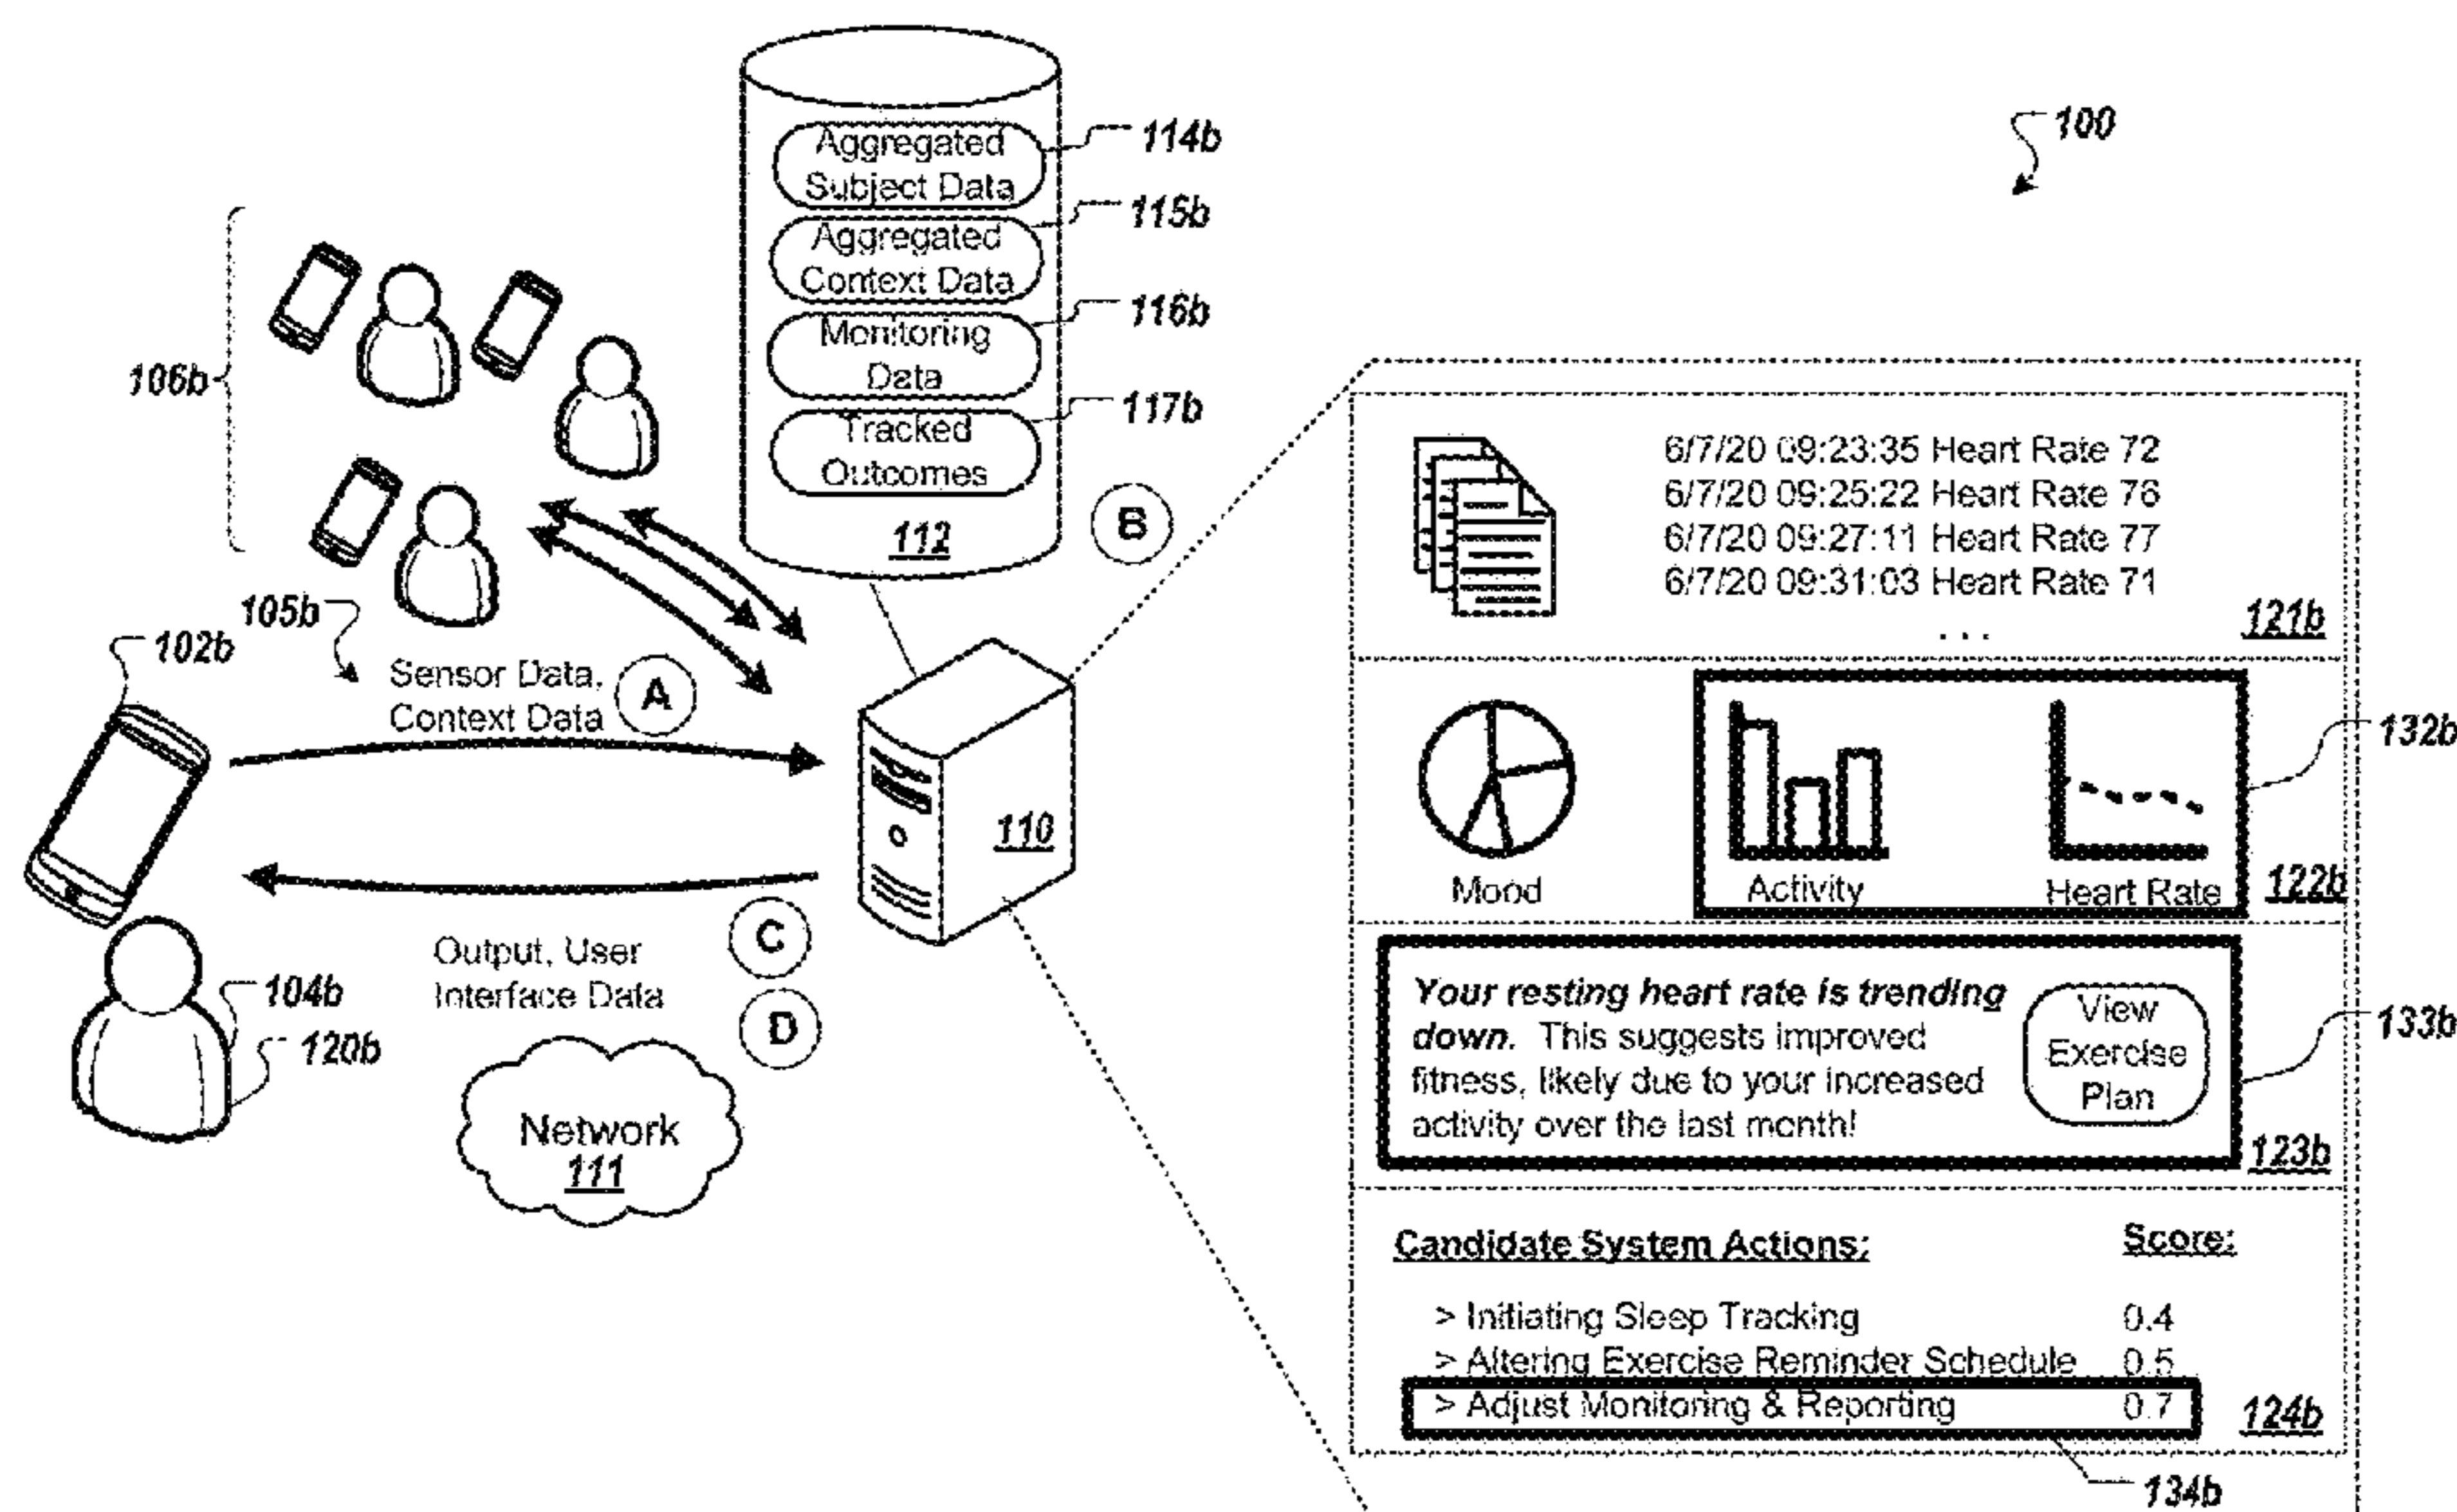 100
Aggregated
Subject Data
114b
Aggregated
Context Data
115b
Monitoring
Data
116b
Tracked
Outcomes
117b
112
B
106b
105b
102b
Sensor Data,
Context Data
A
110
Output, User
Interface Data
C
D
104b
120b
Network
111
6/7/20 09:23:35 Heart Rate 72
6/7/20 09:25:22 Heart Rate 76
6/7/20 09:27:11 Heart Rate 77
6/7/20 09:31:03 Heart Rate 71
...
121b
132b
Mood
Activity
Heart Rate
122b
Your resting heart rate is trending
down. This suggests improved
fitness, likely due to your increased
activity over the last month!
View
Exercise
Plan
133b
123b
Candidate System Actions: Score:
> Initiating Sleep Tracking 0.4
> Altering Exercise Reminder Schedule 0.5
> Adjust Monitoring & Reporting 0.7
124b
134b